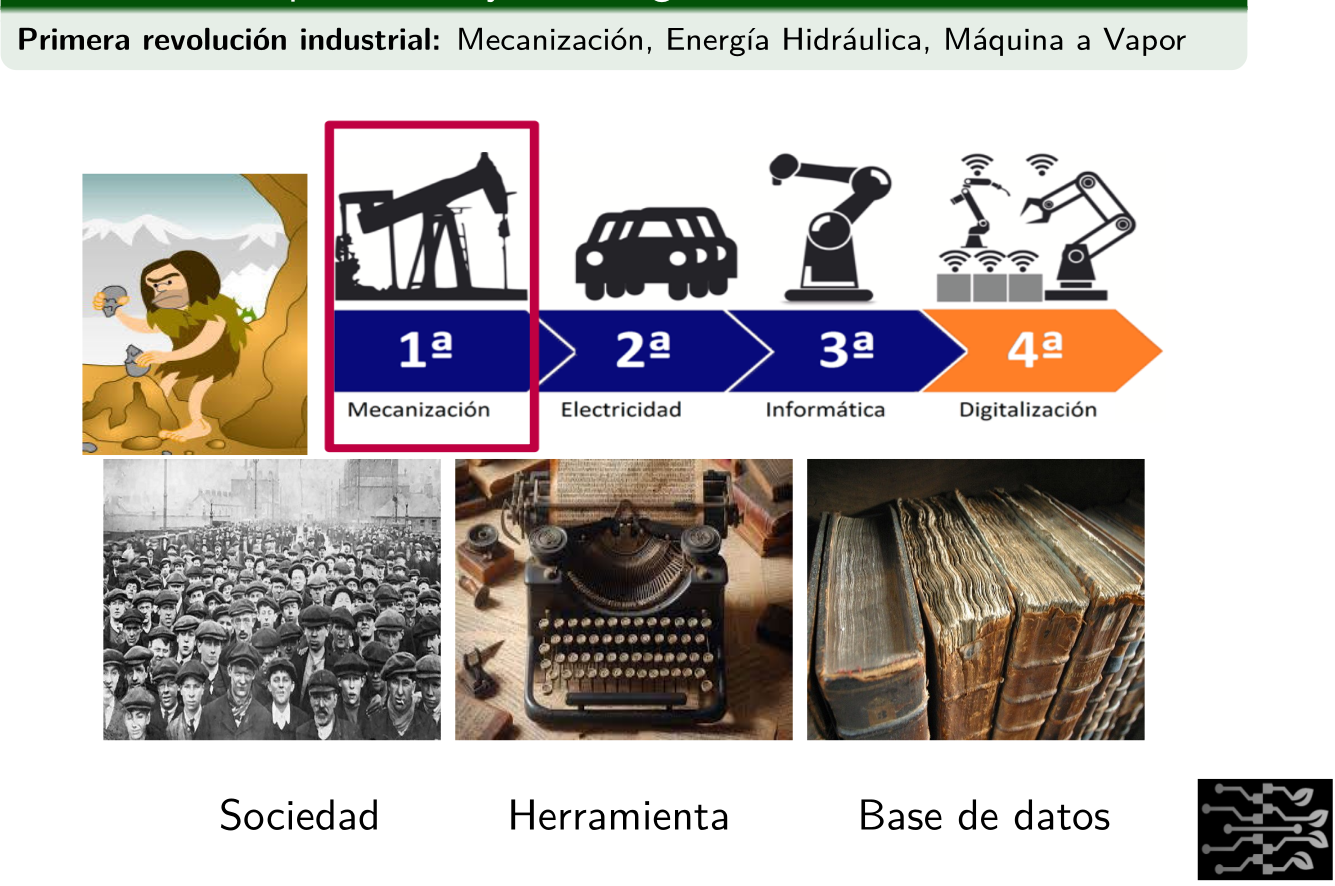 Primera revolución industrial: Mecanización, Energía Hidráulica, Máquina a Vapor
1ª 2ª 3ª 4ª
Mecanización Electricidad Informática Digitalización
Sociedad Herramienta Base de datos